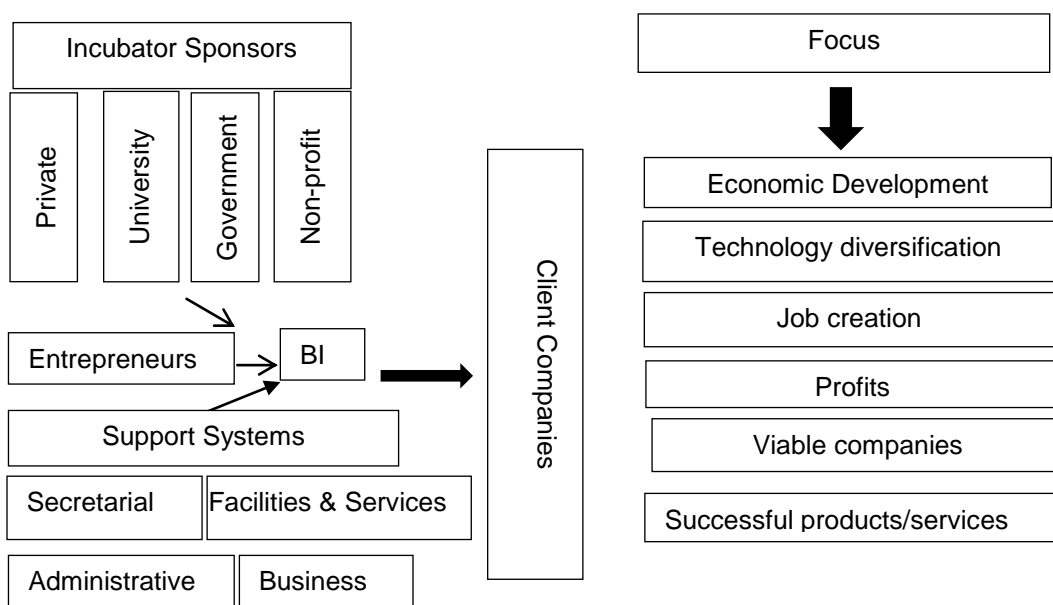 Incubator Sponsors
Private
University
Government
Non-profit
Entrepreneurs
BI
Support Systems
Secretarial
Facilities & Services
Administrative
Business
Client Companies
Focus
Economic Development
Technology diversification
Job creation
Profits
Viable companies
Successful products/services